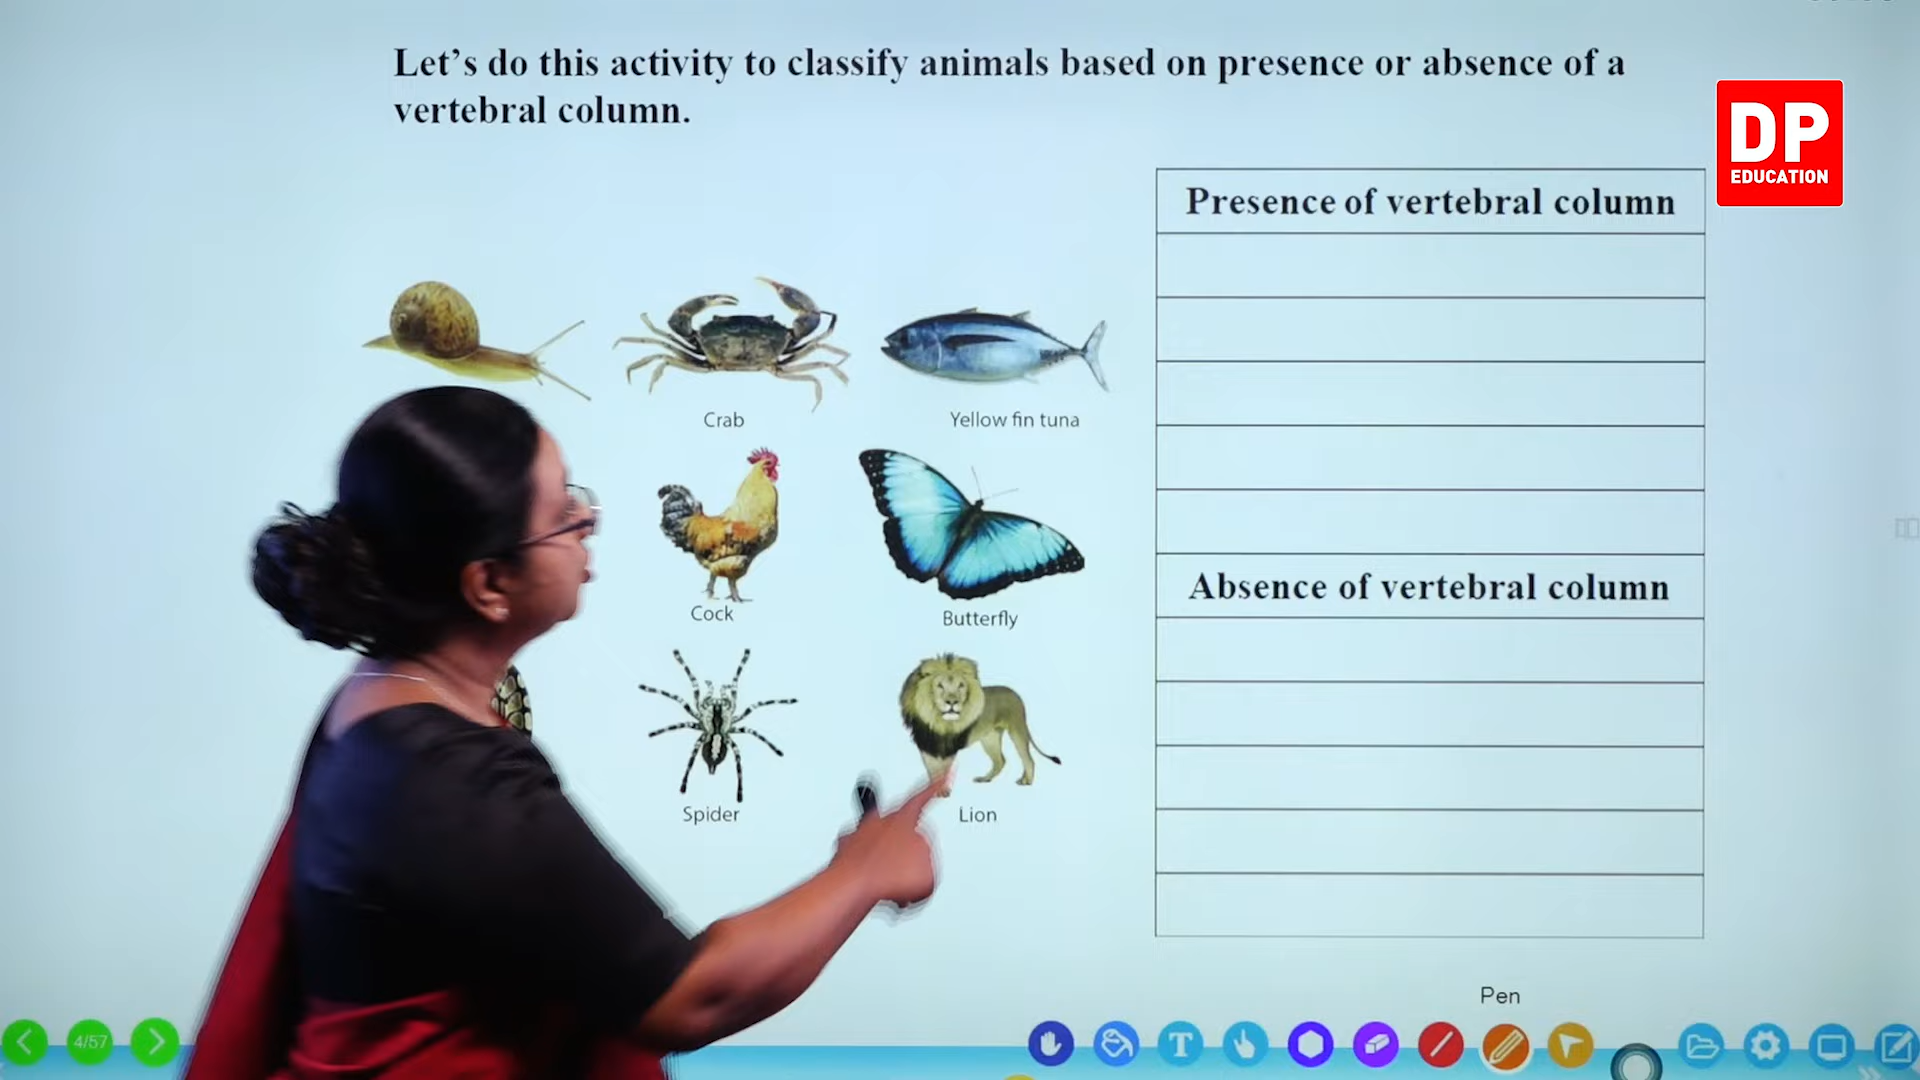 Let's do this activity to classify animals based on presence or absence of a
vertebral column.
DP
EDUCATION
Presence of vertebral column
Crab
Yellow fin tuna
Cock
Butterfly
Absence of vertebral column
Spider
Lion
Pen
4/57
T